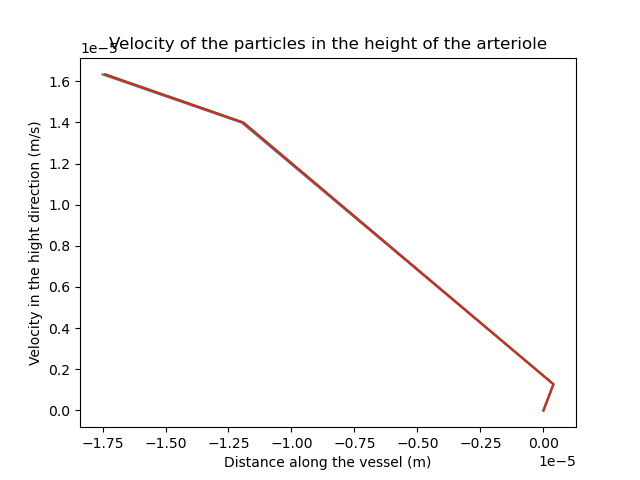 Velocity of the particles in the height of the arteriole
1e−5
1.6
1.4
1.2
1.0
0.8
0.6
0.4
0.2
0.0
Velocity in the hight direction (m/s)
−1.75 −1.50 −1.25 −1.00 −0.75 −0.50 −0.25 0.00
Distance along the vessel (m)
1e−5